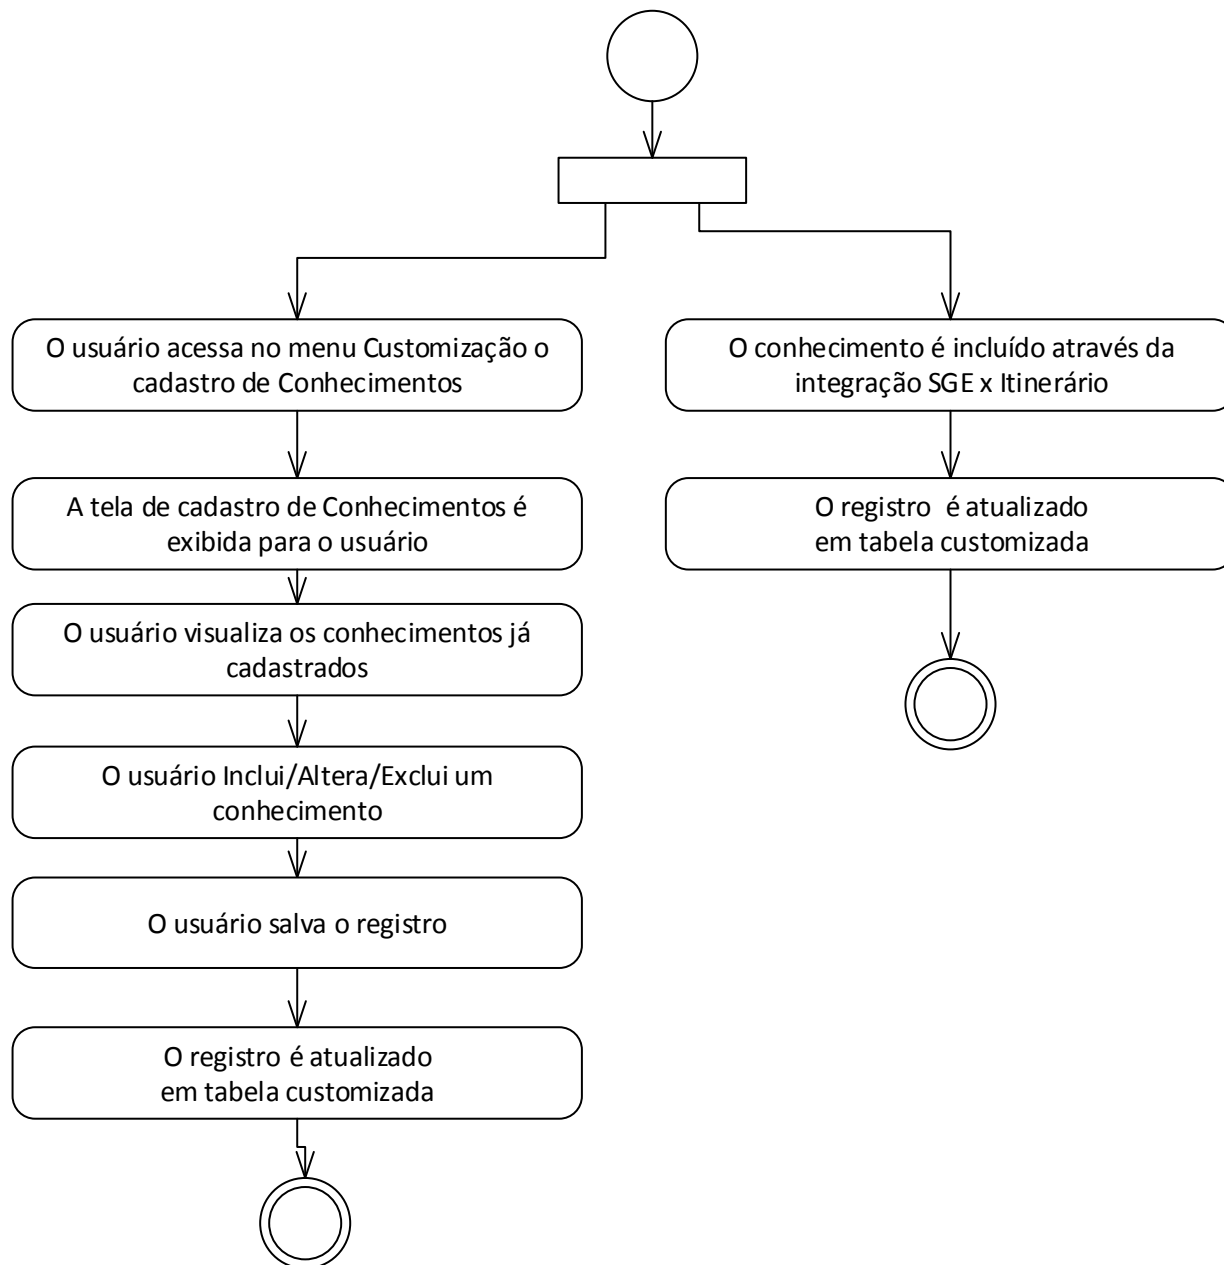 O usuário acessa no menu Customização o
cadastro de Conhecimentos
A tela de cadastro de Conhecimentos é
exibida para o usuário
O usuário visualiza os conhecimentos já
cadastrados
O usuário Inclui/Altera/Exclui um
conhecimento
O usuário salva o registro
O registro é atualizado
em tabela customizada
O conhecimento é incluído através da
integração SGE x Itinerário
O registro  é atualizado
em tabela customizada